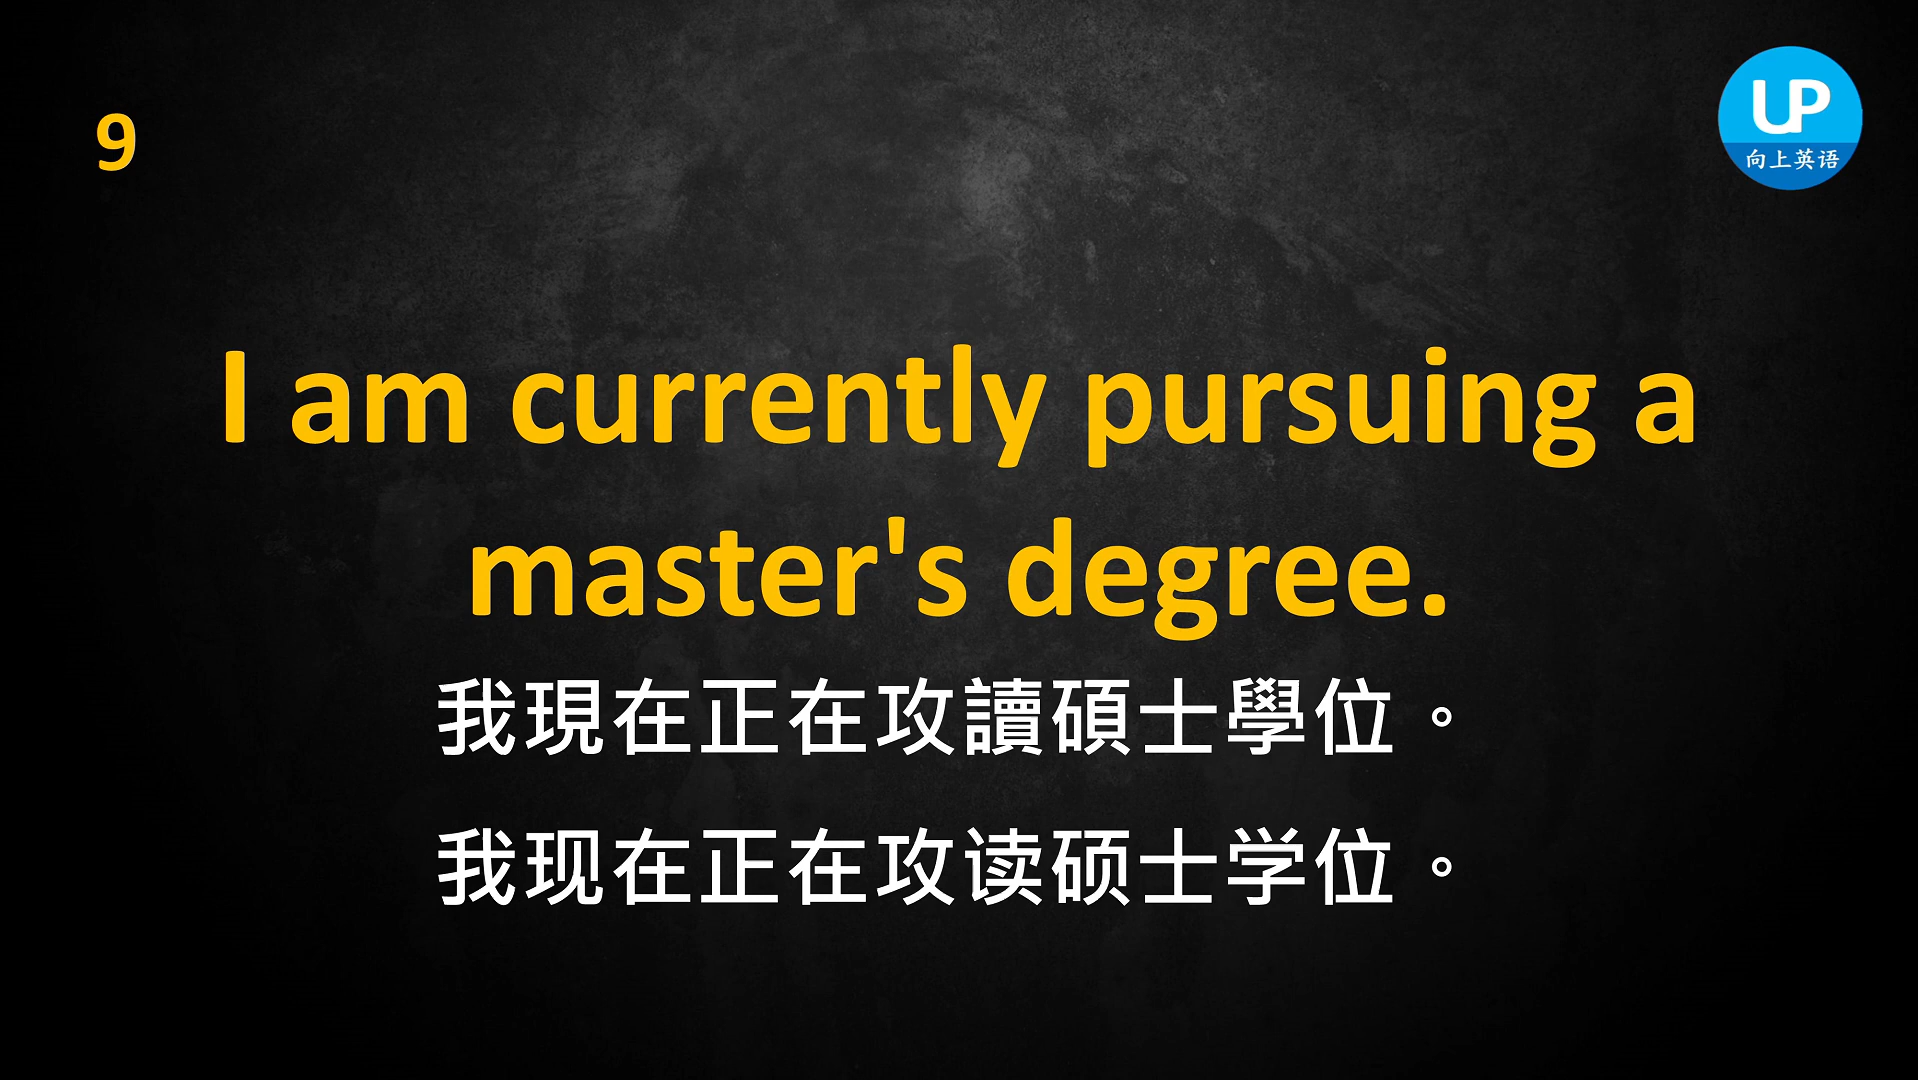 9
UP
向上英语
I am currently pursuing a
master's degree.
我現在正在攻讀碩士學位。
我现在正在攻读硕士学位。